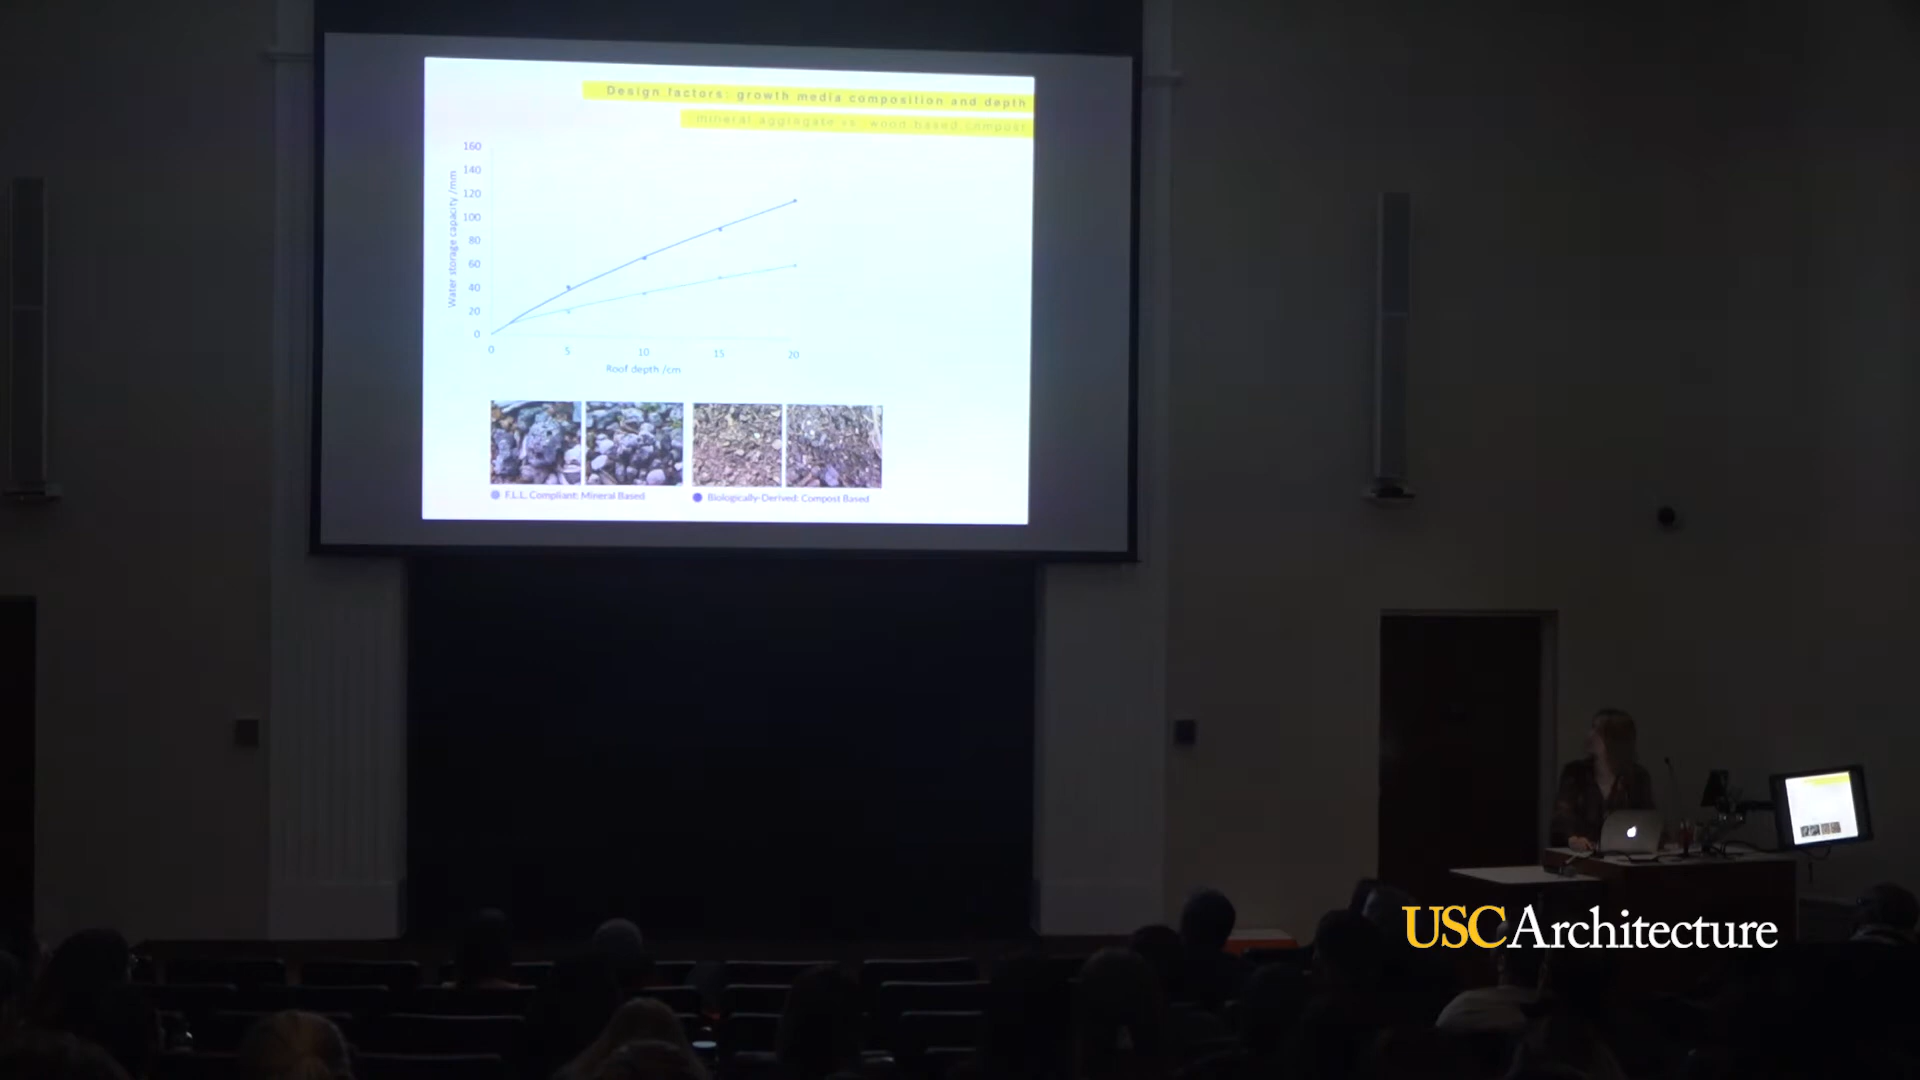 Design factors: growth media composition and depth
mineral aggregate vs. wood-based compost
160
140
120
100
80
60
40
20
0
Water storage capacity /mm
0 5 10 15 20
Roof depth /cm
F.L.L. Compliant: Mineral Based
Biologically-Derived: Compost Based
USCArchitecture